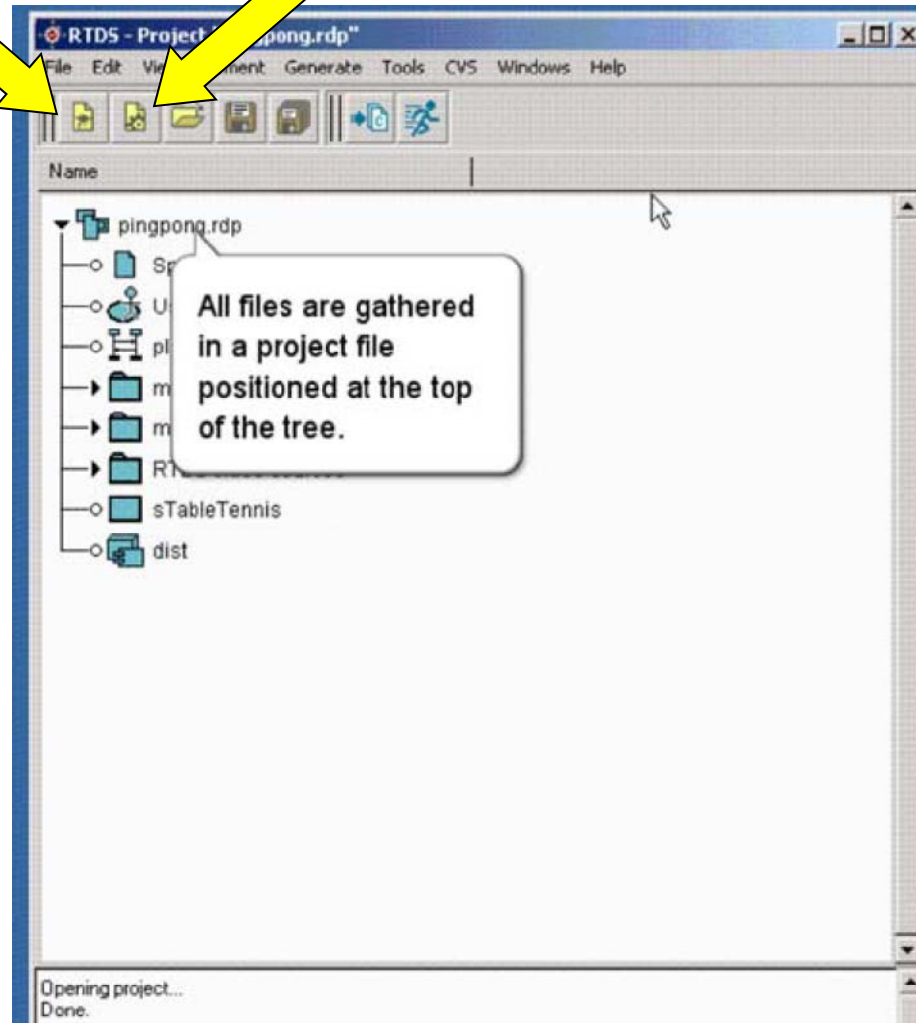 RTDS - Project pong.rdp"
File Edit Generate Tools CVS Windows Help
Name
pingpong.rdp
All files are gathered
in a project file
positioned at the top
of the tree.
sTableTennis
dist
Opening project...
Done.